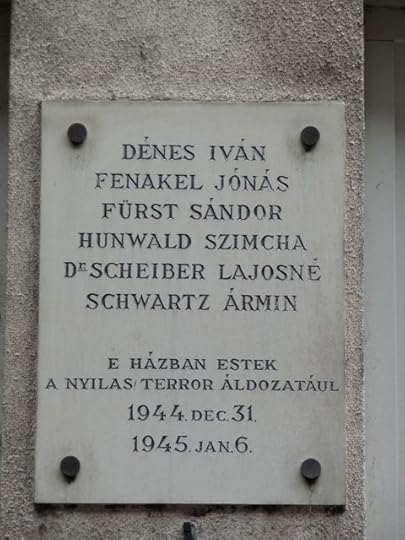 DÉNES IVÁN
FENAKEL JÓNÁS
FÜRST SÁNDOR
HUNWALD SZIMCHA
DR SCHEIBER LAJOSNÉ
SCHWARTZ ÁRMIN
E HÁZBAN ESTEK
A NYILAS/TERROR ÁLDOZATÁUL
1944. DEC. 31.
1945. JAN. 6.